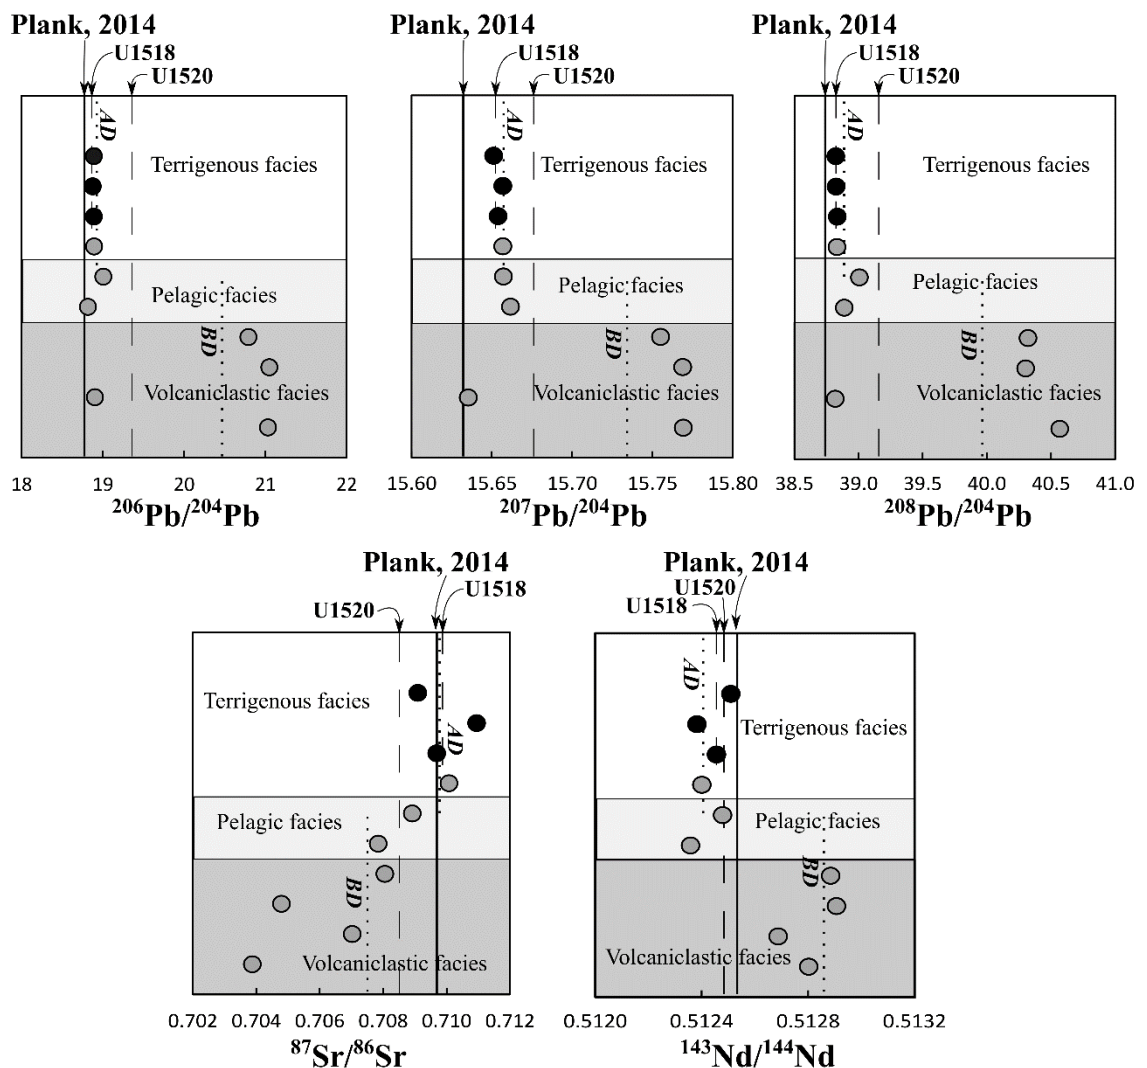 Plank, 2014
U1518
U1520
AD
Terrigenous facies
Pelagic facies
BD
Volcaniclastic facies
18 19 20 21 22
²⁰⁶Pb/²⁰⁴Pb
Plank, 2014
U1518
U1520
AD
Terrigenous facies
Pelagic facies
BD
Volcaniclastic facies
15.60 15.65 15.70 15.75 15.80
²⁰⁷Pb/²⁰⁴Pb
Plank, 2014
U1518
U1520
AD
Terrigenous facies
Pelagic facies
BD
Volcaniclastic facies
38.5 39.0 39.5 40.0 40.5 41.0
²⁰⁸Pb/²⁰⁴Pb
Plank, 2014
U1518
U1520
Terrigenous facies
AD
Pelagic facies
BD
Volcaniclastic facies
0.702 0.704 0.706 0.708 0.710 0.712
⁸⁷Sr/⁸⁶Sr
Plank, 2014
U1520
U1518
AD
Terrigenous facies
Pelagic facies
BD
Volcaniclastic facies
0.5120 0.5124 0.5128 0.5132
¹⁴³Nd/¹⁴⁴Nd